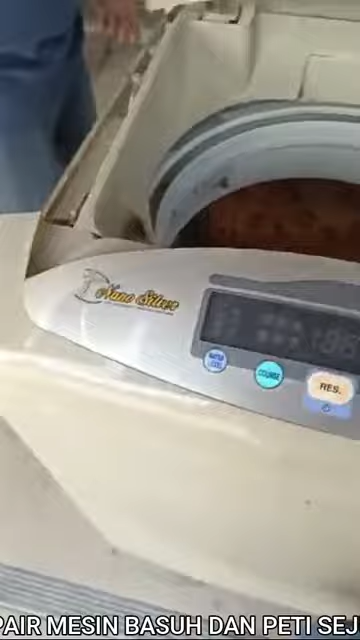 Nano Silver
WATER LEVEL
COURSE
RES.
PAIR MESIN BASUH DAN PETI SEJ